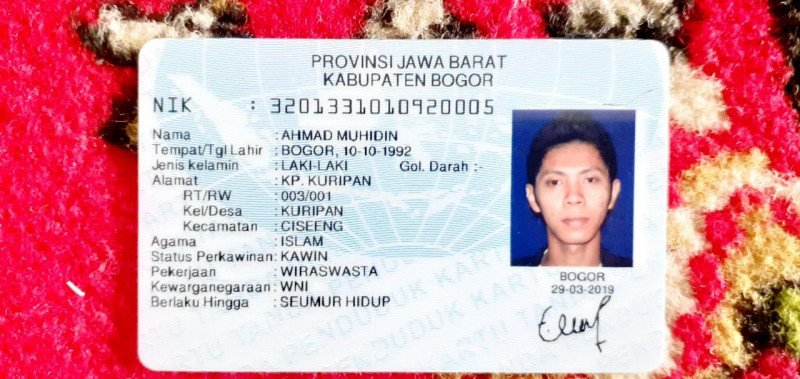 PROVINSI JAWA BARAT
KABUPATEN BOGOR
NIK : 3201331010920005
Nama : AHMAD MUHIDIN
Tempat/Tgl Lahir : BOGOR, 10-10-1992
Jenis kelamin : LAKI-LAKI Gol. Darah :-
Alamat : KP. KURIPAN
RT/RW : 003/001
Kel/Desa : KURIPAN
Kecamatan : CISEENG
Agama : ISLAM
Status Perkawinan: KAWIN
Pekerjaan : WIRASWASTA
Kewarganegaraan: WNI
Berlaku Hingga : SEUMUR HIDUP
BOGOR
29-03-2019